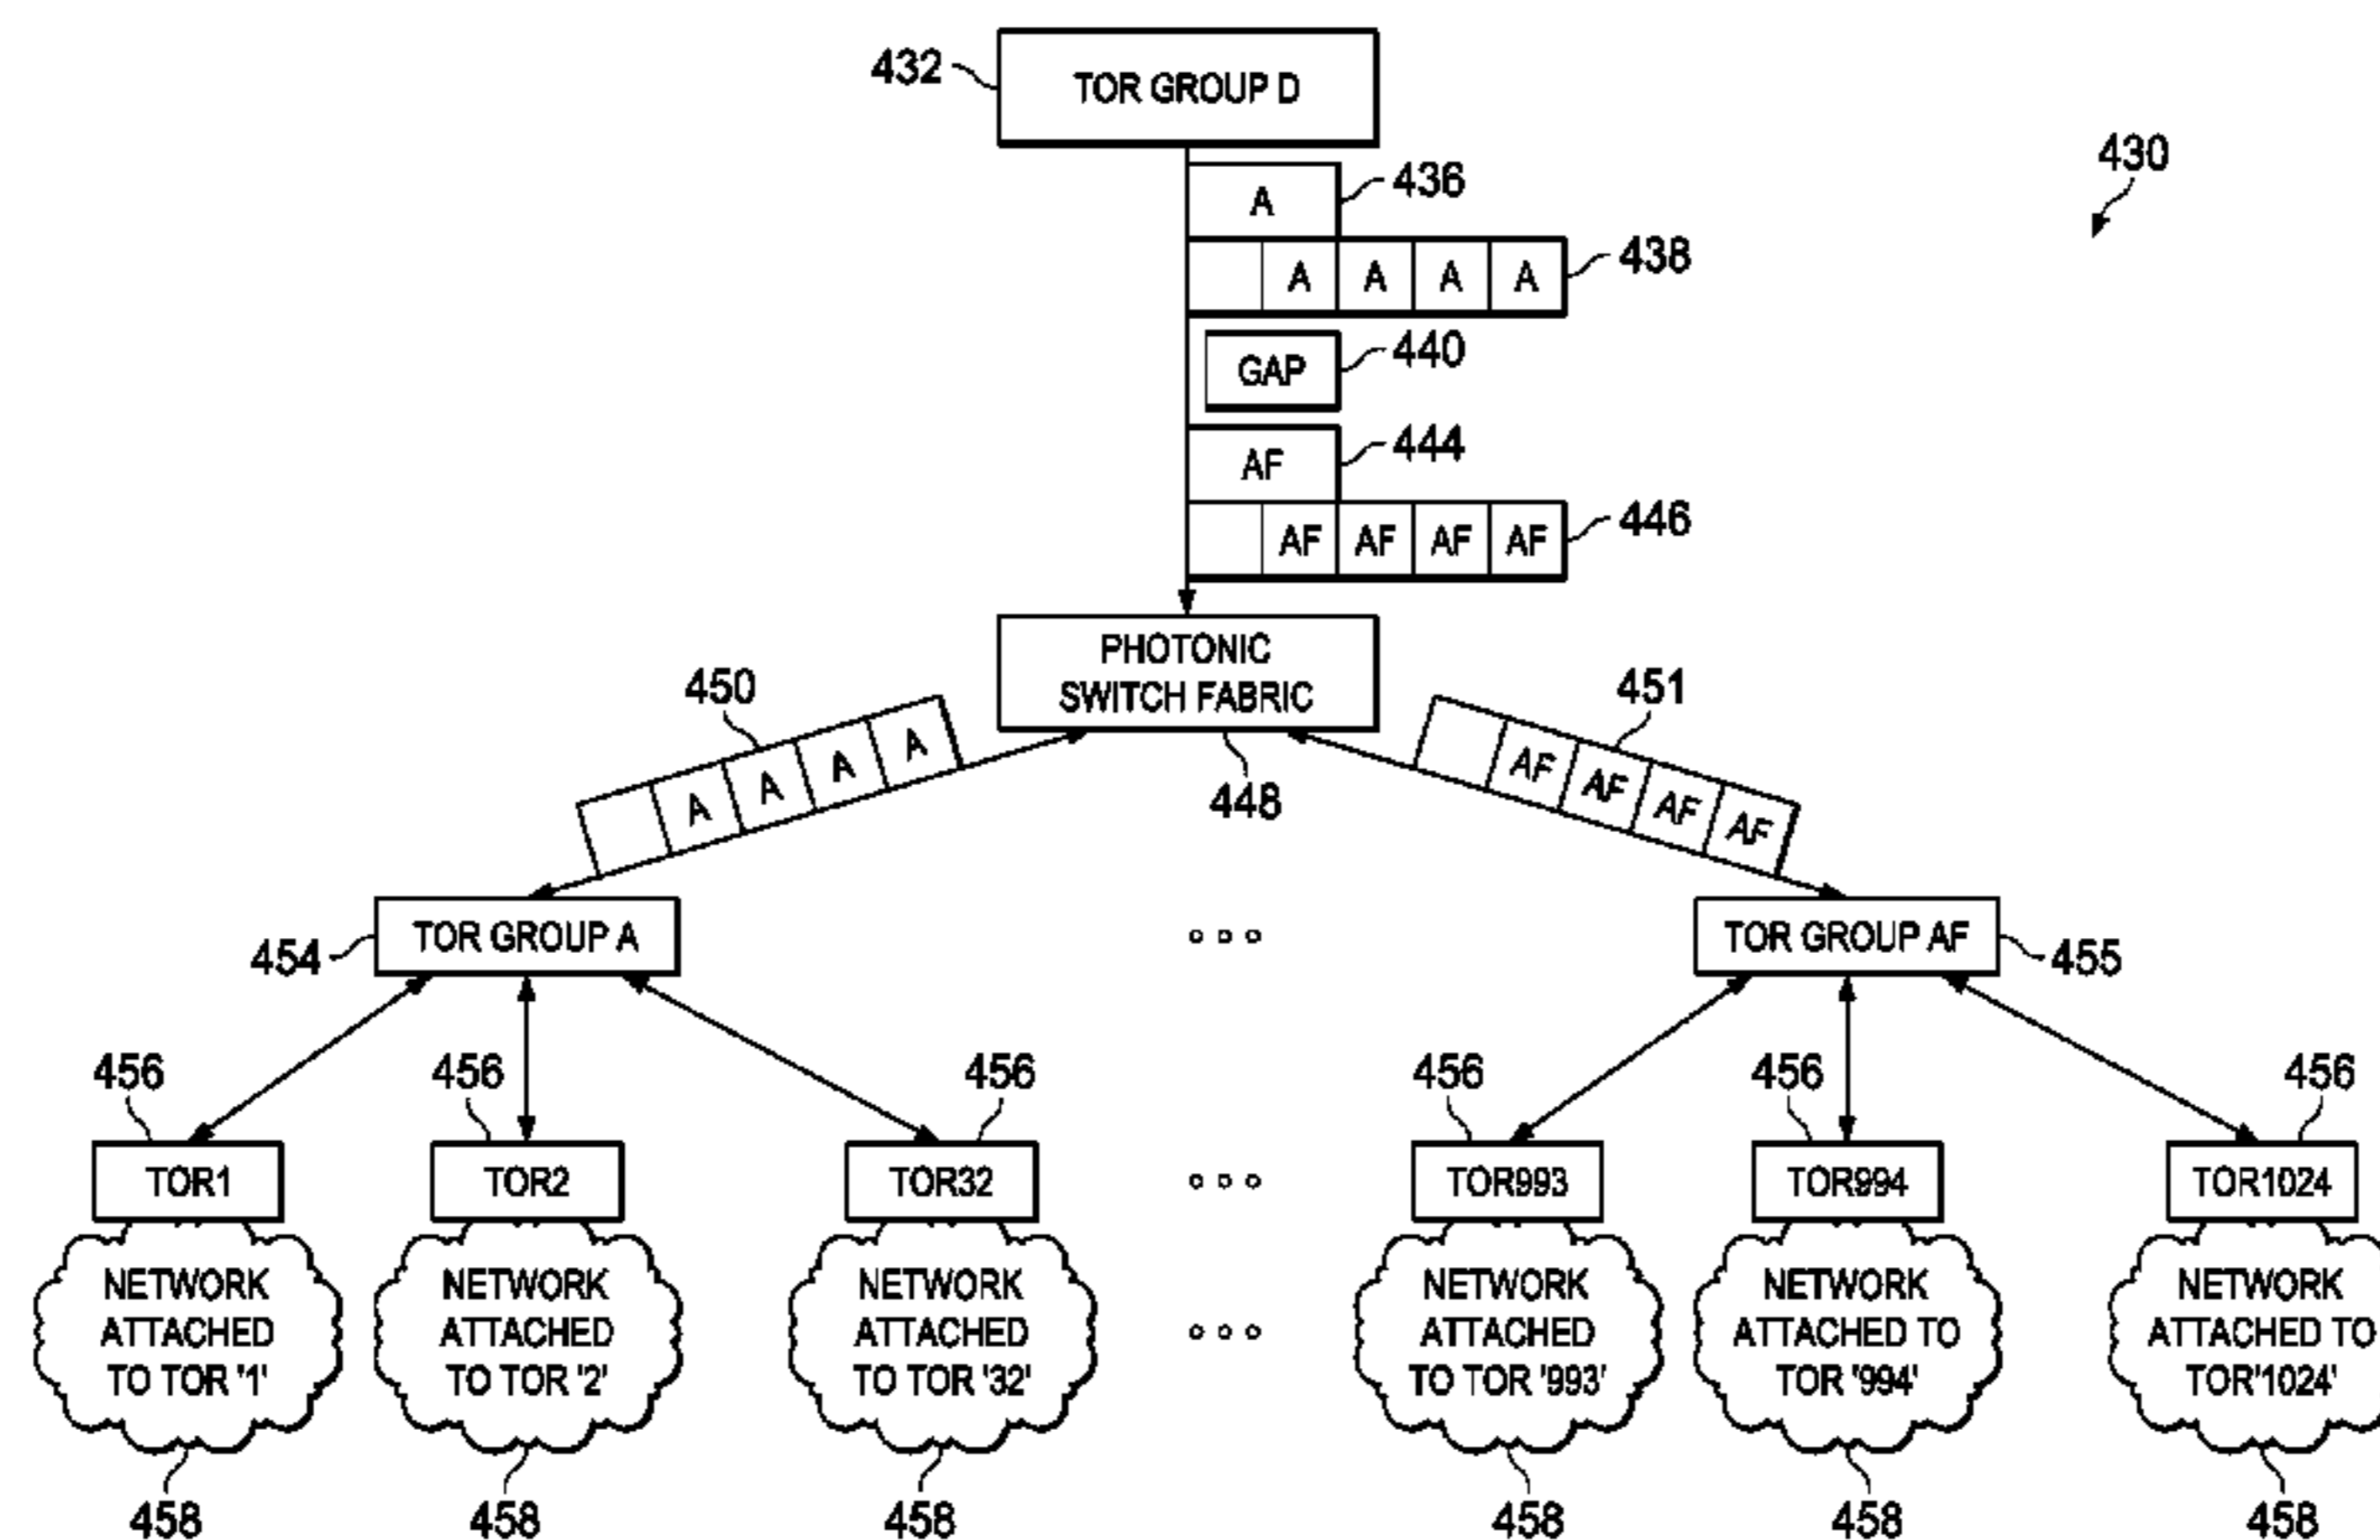 432
TOR GROUP D
430
A
436
A A A A
438
GAP
440
AF
444
AF AF AF AF
446
PHOTONIC
SWITCH FABRIC
448
450
A A A A
451
AF AF AF AF
454
TOR GROUP A
TOR GROUP AF
455
456 456 456 456 456 456
TOR1 TOR2 TOR32 TOR993 TOR994 TOR1024
NETWORK
ATTACHED
TO TOR '1'
NETWORK
ATTACHED
TO TOR '2'
NETWORK
ATTACHED
TO TOR '32'
NETWORK
ATTACHED
TO TOR '993'
NETWORK
ATTACHED TO
TOR '994'
NETWORK
ATTACHED TO
TOR'1024'
458 458 458 458 458 458